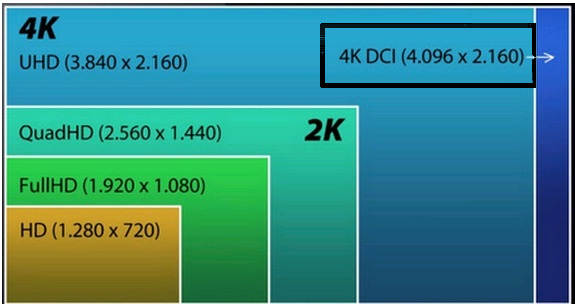 4K
UHD (3.840 x 2.160)
4K DCI (4.096 x 2.160)
QuadHD (2.560 x 1.440)
2K
FullHD (1.920 x 1.080)
HD (1.280 x 720)